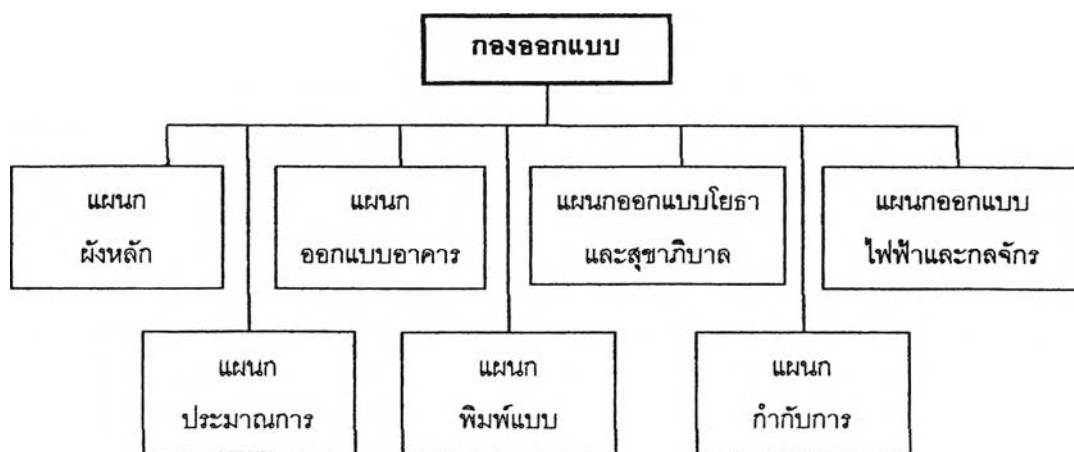 กองออกแบบ
แผนก
ผังหลัก
แผนก
ออกแบบอาคาร
แผนกออกแบบโยธา
และสุขาภิบาล
แผนกออกแบบ
ไฟฟ้าและกลจักร
แผนก
ประมาณการ
แผนก
พิมพ์แบบ
แผนก
กำกับการ